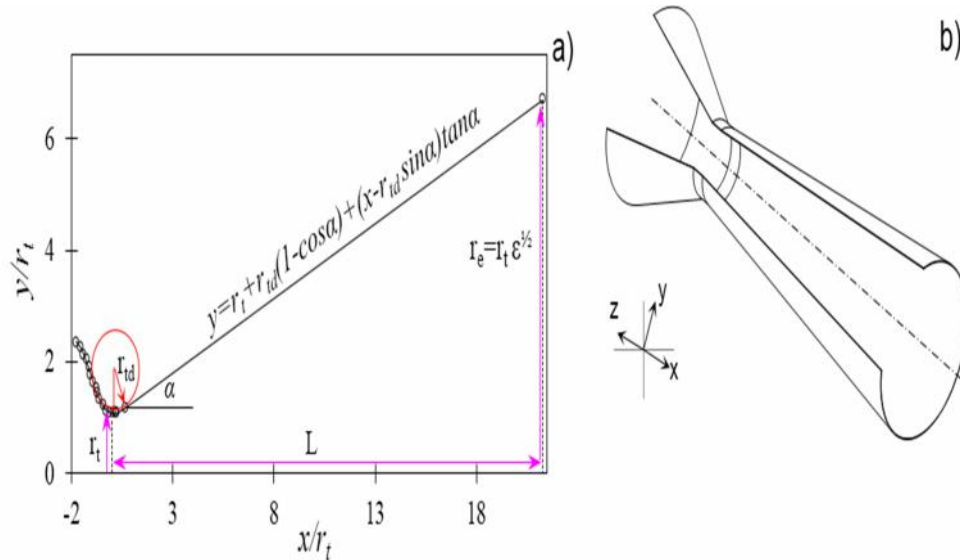 a)
y/r_t
6
4
2
0
-2
3
8
13
18
x/r_t
y=r_t+r_td(1-cosα)+(x-r_td sinα)tanα
r_e=r_t ε^½
r_td
α
r_t
L
b)
y
z
x